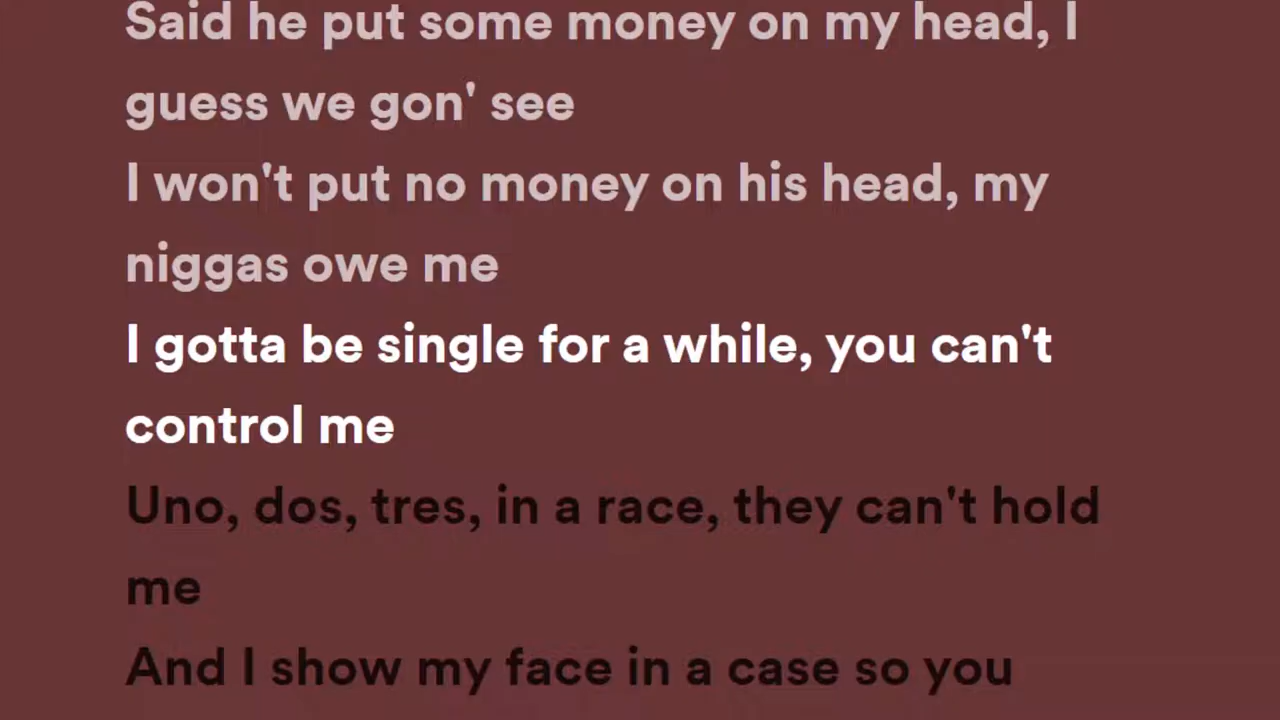 Said he put some money on my head, I
guess we gon' see
I won't put no money on his head, my
niggas owe me
I gotta be single for a while, you can't
control me
Uno, dos, tres, in a race, they can't hold
me
And I show my face in a case so you